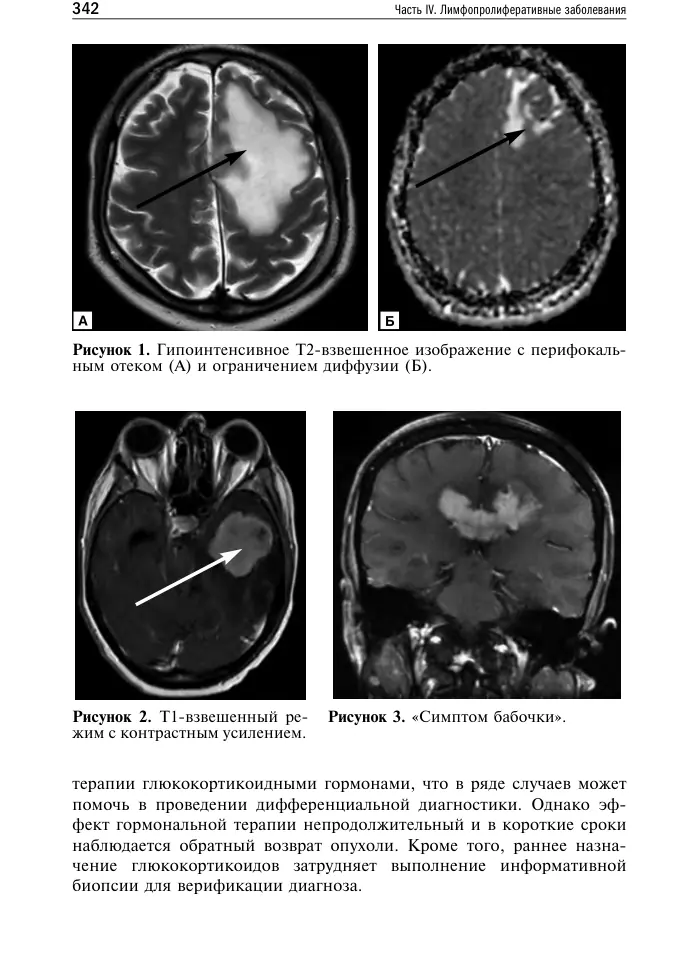 342
Часть IV. Лимфопролиферативные заболевания
А
Б
Рисунок 1. Гипоинтенсивное Т2-взвешенное изображение с перифокаль-
ным отеком (А) и ограничением диффузии (Б).
Рисунок 2. Т1-взвешенный ре-
жим с контрастным усилением.
Рисунок 3. «Симптом бабочки».
терапии глюкокортикоидными гормонами, что в ряде случаев может
помочь в проведении дифференциальной диагностики. Однако эф-
фект гормональной терапии непродолжительный и в короткие сроки
наблюдается обратный возврат опухоли. Кроме того, раннее назна-
чение глюкокортикоидов затрудняет выполнение информативной
биопсии для верификации диагноза.